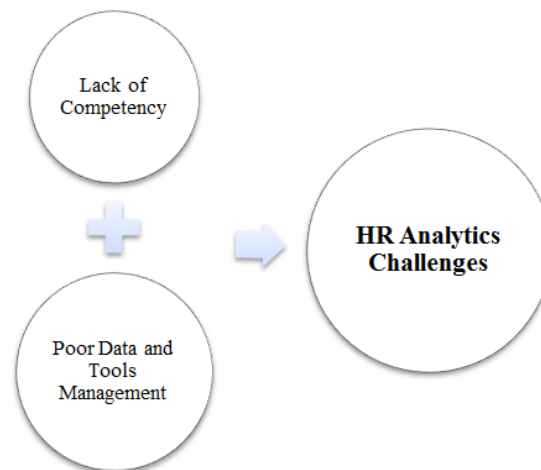 Lack of
Competency
Poor Data and
Tools
Management
HR Analytics
Challenges